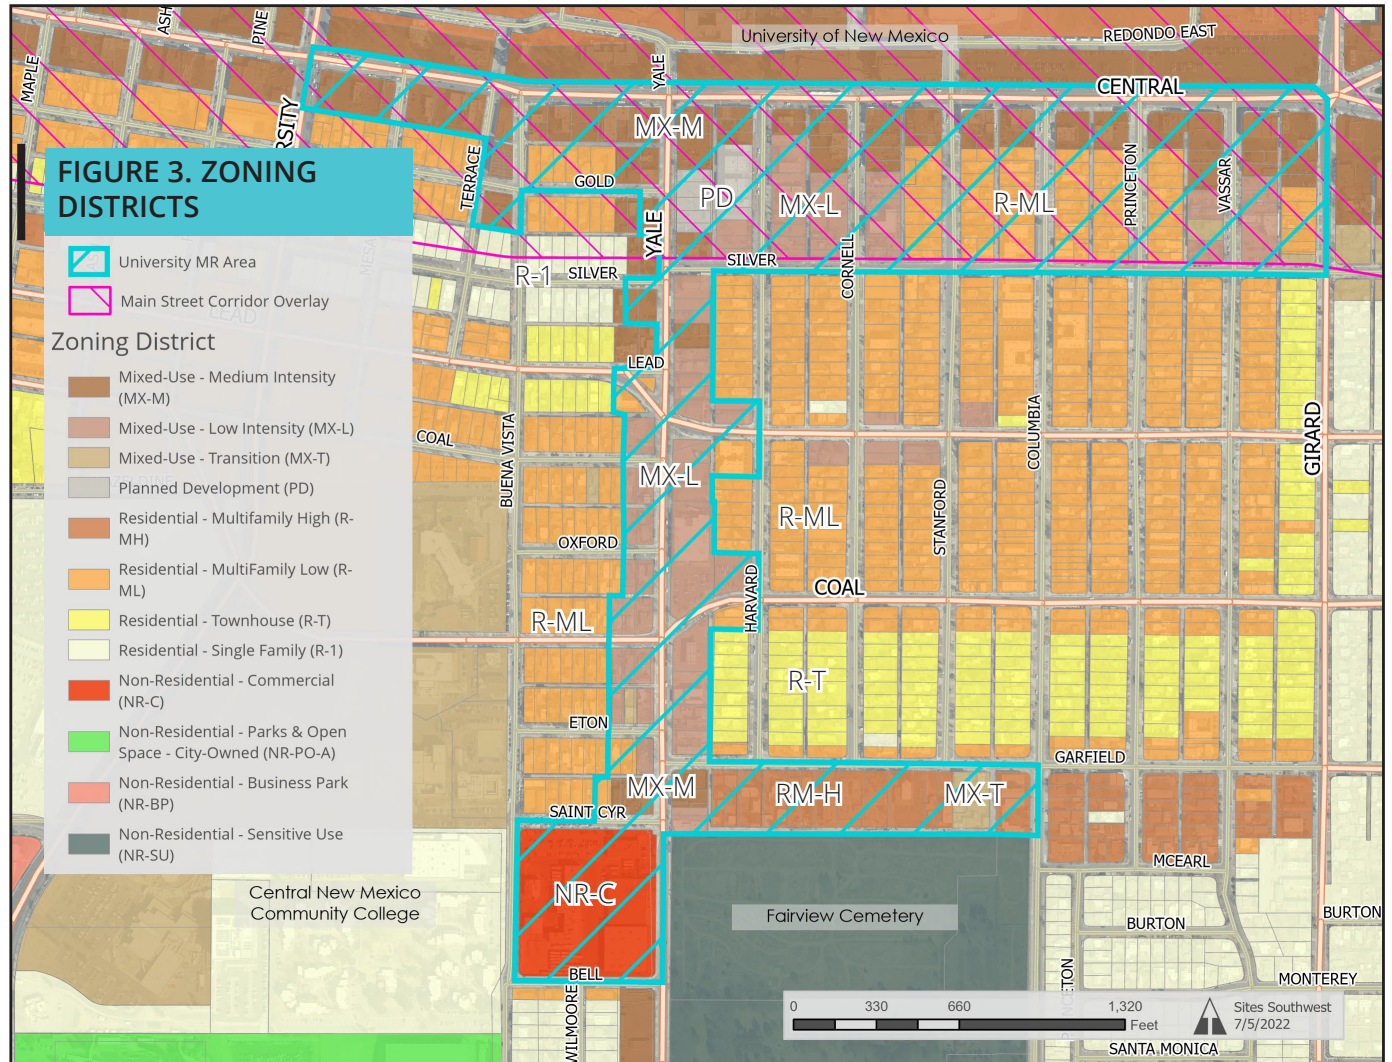 ASH
PINE
University of New Mexico
REDONDO EAST
MAPLE
YALE
CENTRAL
RSITY
MX-M
FIGURE 3. ZONING
DISTRICTS
TERRACE
GOLD
PD
MX-L
R-ML
PRINCETON
VASSAR
YALE
CORNELL
University MR Area
R-1
SILVER
SILVER
Main Street Corridor Overlay
LEAD
Zoning District
LEAD
Mixed-Use - Medium Intensity
(MX-M)
Mixed-Use - Low Intensity (MX-L)
Mixed-Use - Transition (MX-T)
Planned Development (PD)
Residential - Multifamily High (R-
MH)
Residential - MultiFamily Low (R-
ML)
Residential - Townhouse (R-T)
Residential - Single Family (R-1)
Non-Residential - Commercial
(NR-C)
Non-Residential - Parks & Open
Space - City-Owned (NR-PO-A)
Non-Residential - Business Park
(NR-BP)
Non-Residential - Sensitive Use
(NR-SU)
COAL
BUENA VISTA
COLUMBIA
GIRARD
MX-L
R-ML
STANFORD
OXFORD
HARVARD
COAL
R-ML
R-T
ETON
GARFIELD
MX-M
RM-H
MX-T
SAINT CYR
MCEARL
NR-C
Central New Mexico
Community College
Fairview Cemetery
BURTON
BURTON
BELL
WILMOORE
MONTEREY
0 330 660 1,320
Feet
Sites Southwest
7/5/2022
SANTA MONICA